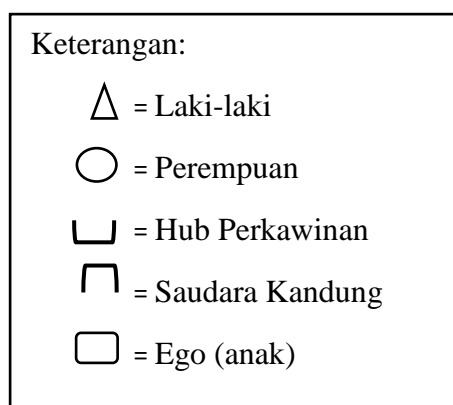 Keterangan:
= Laki-laki
= Perempuan
= Hub Perkawinan
= Saudara Kandung
= Ego (anak)